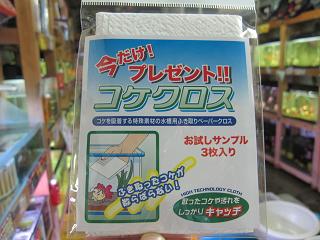 今だけ!
プレゼント!!
コケクロス
コケを吸着する特殊素材の水槽用ふき取りペーパークロス
お試しサンプル
3枚入り
ふき取ったコケが
散らばらない!
HIGH TECHNOLOGY CLOTH
取ったコケや汚れを
しっかりキャッチ